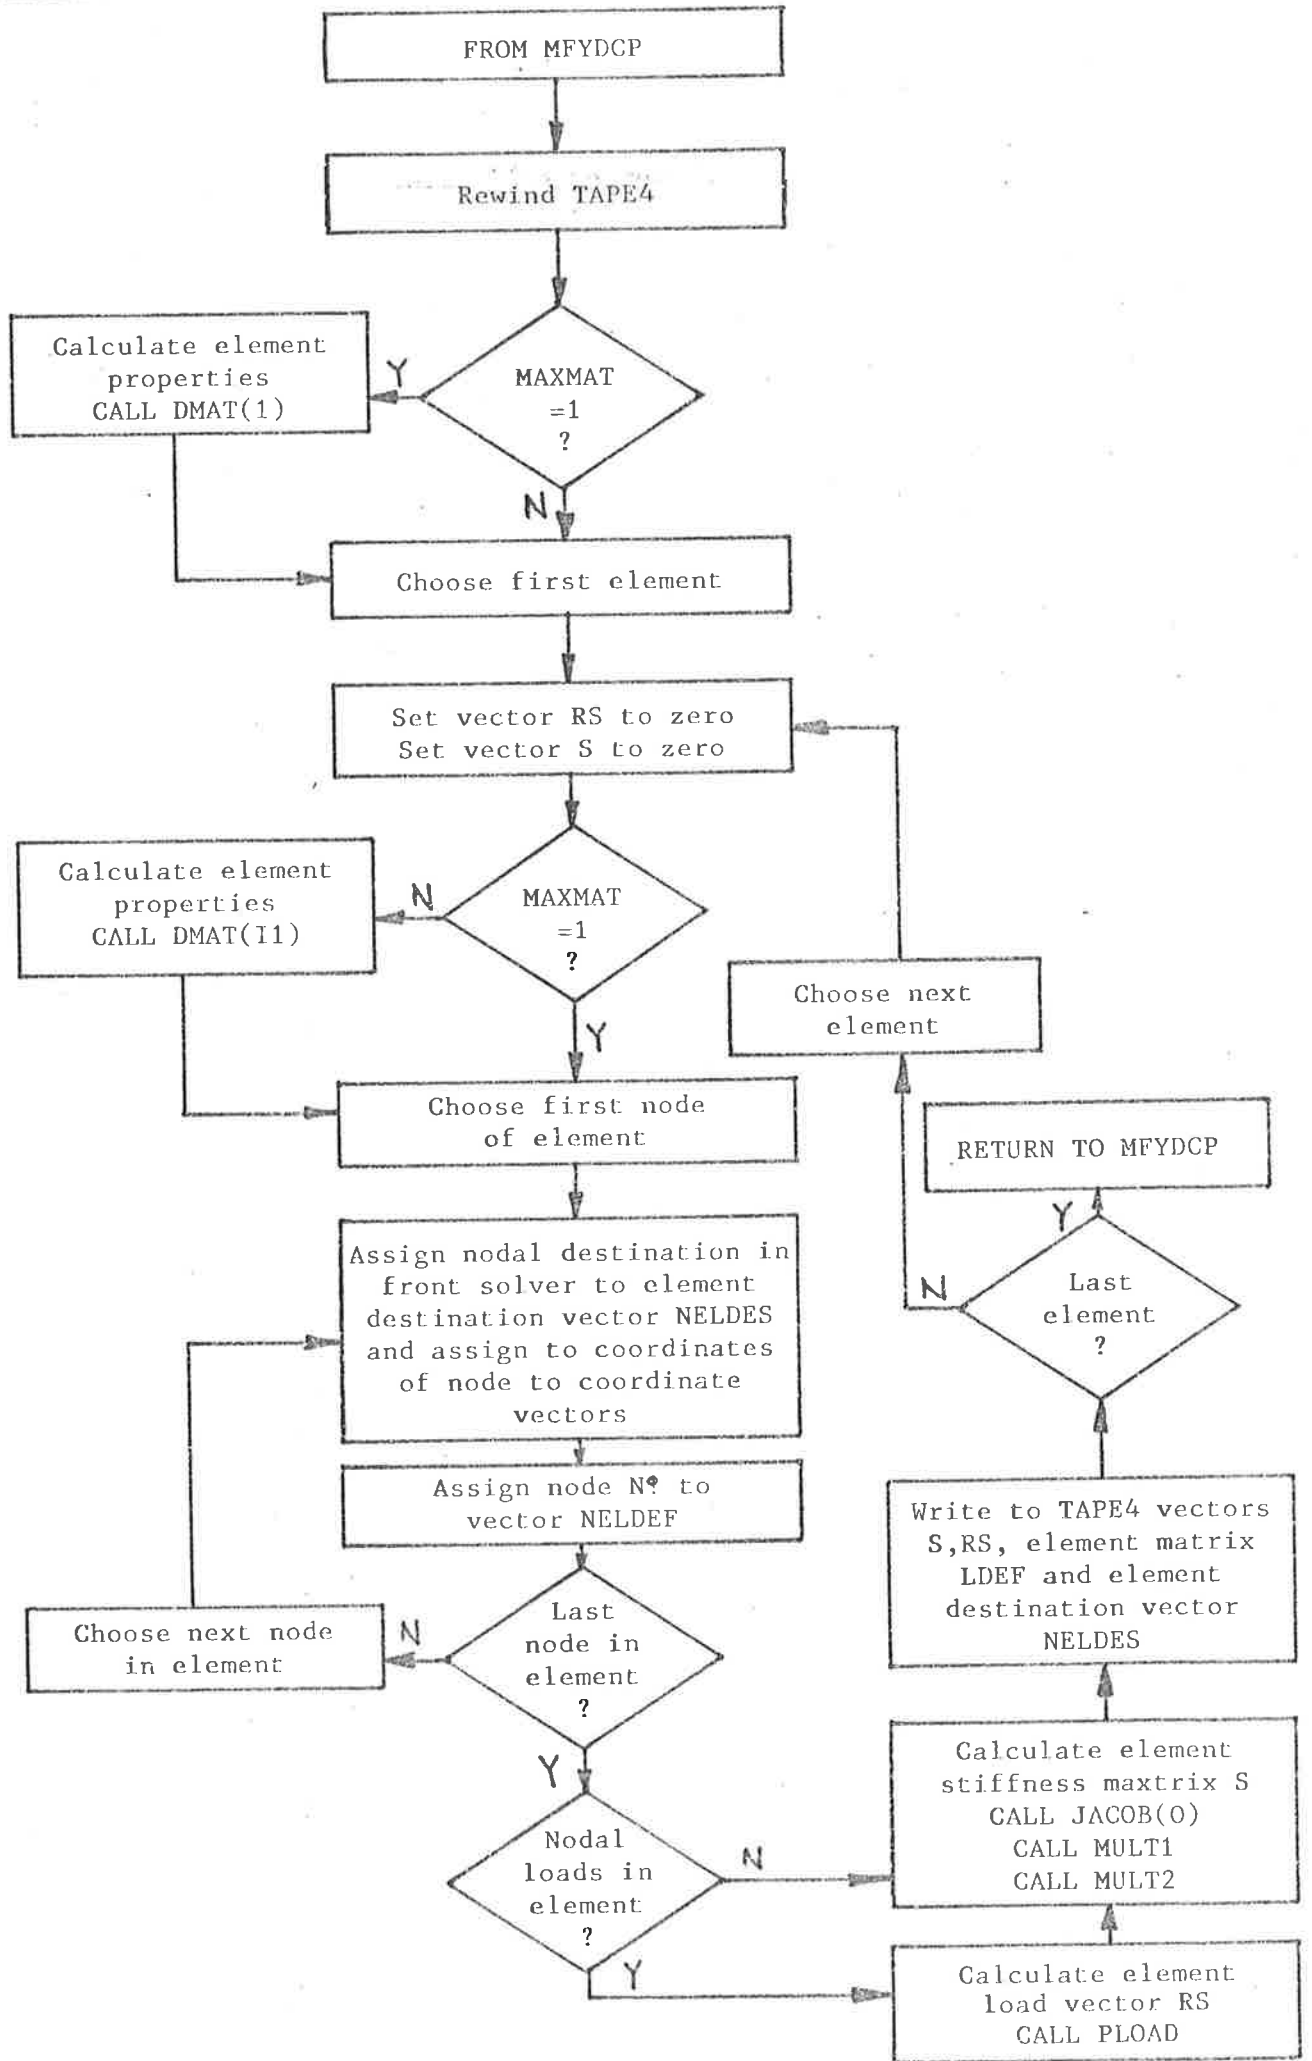 FROM MFYDCP
Rewind TAPE4
MAXMAT
=1
?
Y
N
Calculate element
properties
CALL DMAT(1)
Choose first element
Set vector RS to zero
Set vector S to zero
MAXMAT
=1
?
N
Y
Calculate element
properties
CALL DMAT(I1)
Choose first node
of element
Assign nodal destination in
front solver to element
destination vector NELDES
and assign to coordinates
of node to coordinate
vectors
Assign node Nº to
vector NELDEF
Last
node in
element
?
N
Y
Choose next node
in element
Nodal
loads in
element
?
N
Y
Calculate element
load vector RS
CALL PLOAD
Calculate element
stiffness maxtrix S
CALL JACOB(O)
CALL MULT1
CALL MULT2
Write to TAPE4 vectors
S,RS, element matrix
LDEF and element
destination vector
NELDES
Last
element
?
N
Y
RETURN TO MFYDCP
Choose next
element